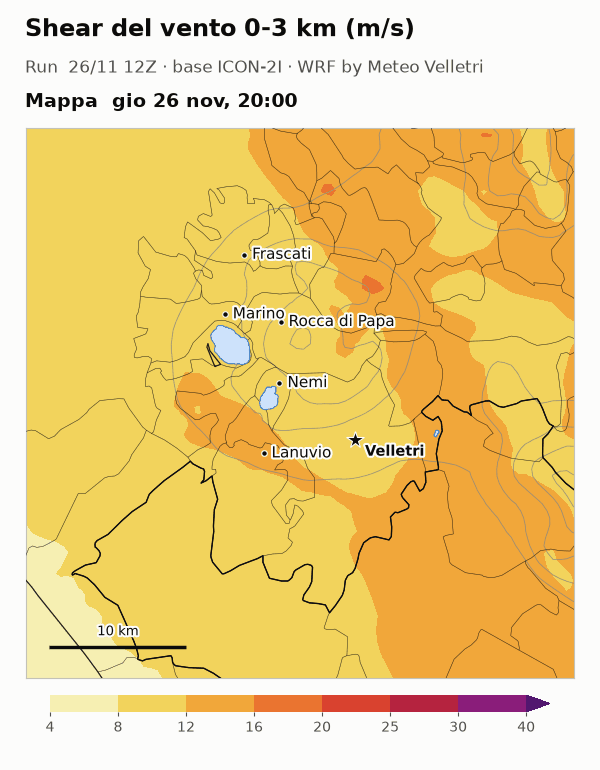 Shear del vento 0-3 km (m/s)
Run  26/11 12Z · base ICON-2I · WRF by Meteo Velletri
Mappa  gio 26 nov, 20:00
Frascati
Marino
Rocca di Papa
Nemi
Velletri
Lanuvio
10 km
4 8 12 16 20 25 30 40